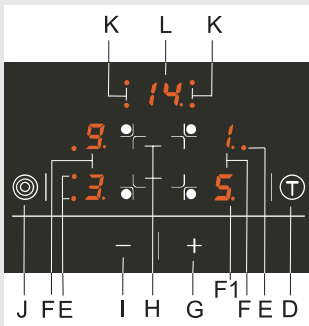 K L K
14.
9. 1.
T
3. 5.
− +
F1
J F E I H G F E D